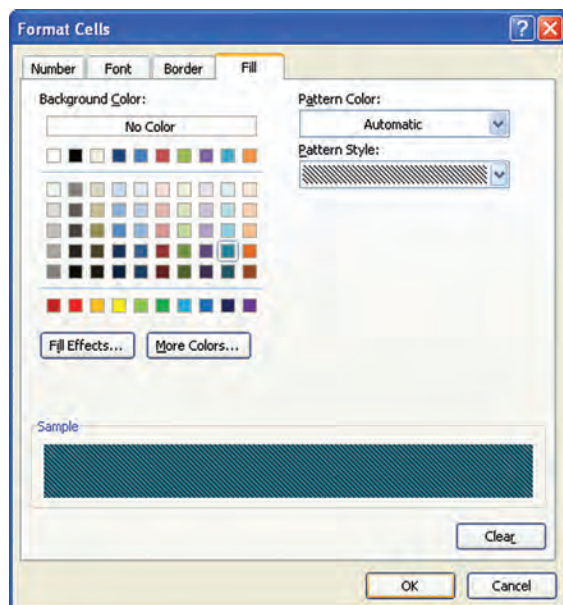 Format Cells
Number Font Border Fill
Background Color:
No Color
Pattern Color:
Automatic
Pattern Style:
Fill Effects... More Colors...
Sample
Clear
OK Cancel